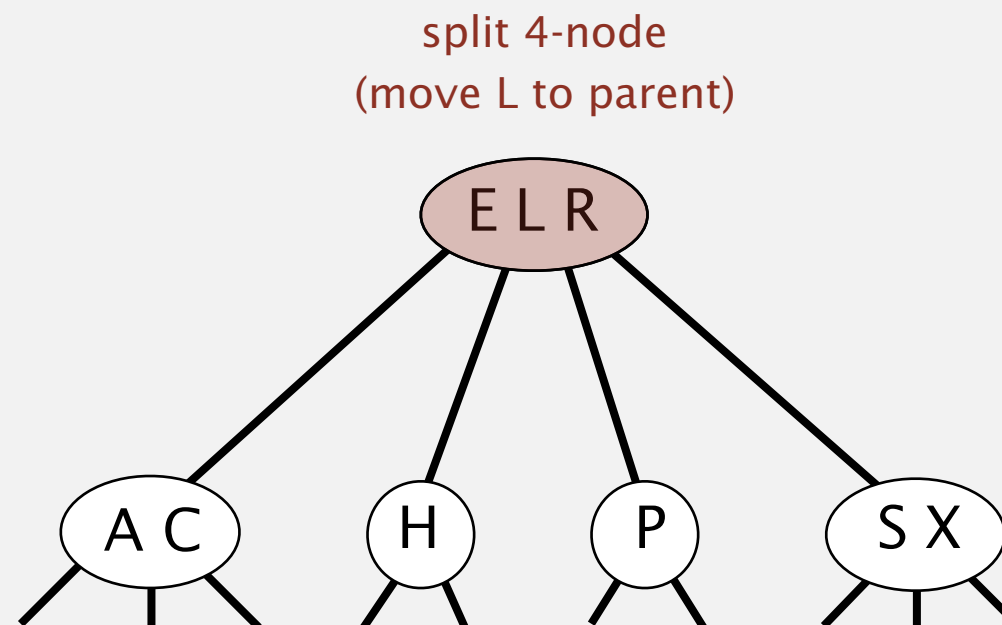 split 4-node
(move L to parent)
E L R
A C
H
P
S X